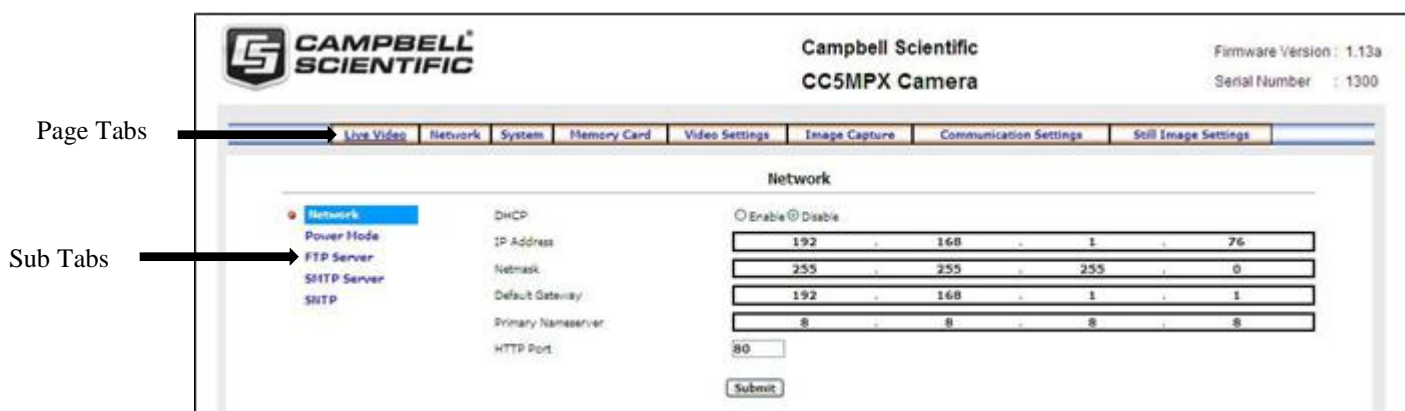 CAMPBELL
SCIENTIFIC
Campbell Scientific
CC5MPX Camera
Firmware Version : 1.13a
Serial Number : 1300
Page Tabs
Live Video Network System Memory Card Video Settings Image Capture Communication Settings Still Image Settings
Network
Sub Tabs
Network
Power Mode
FTP Server
SMTP Server
SNTP
DHCP Enable Disable
IP Address 192 . 168 . 1 . 76
Netmask 255 . 255 . 255 . 0
Default Gateway 192 . 168 . 1 . 1
Primary Nameserver 8 . 8 . 8 . 8
HTTP Port 80
Submit